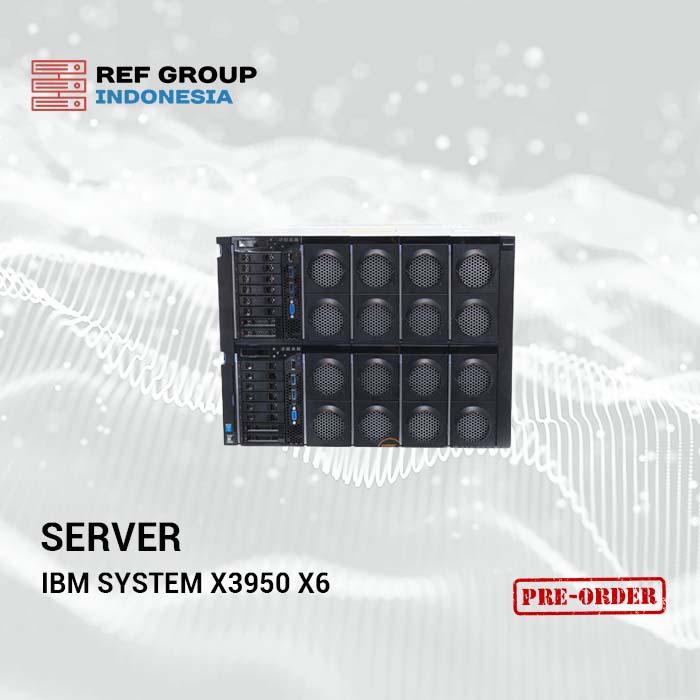 REF GROUP
INDONESIA
SERVER
IBM SYSTEM X3950 X6
PRE-ORDER